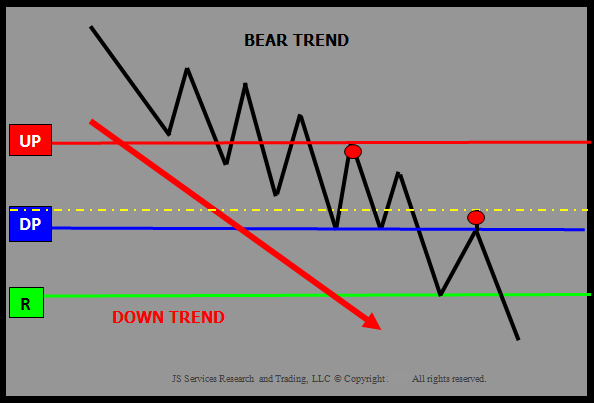 BEAR TREND
UP
DP
R
DOWN TREND
JS Services Research and Trading, LLC © Copyright . All rights reserved.